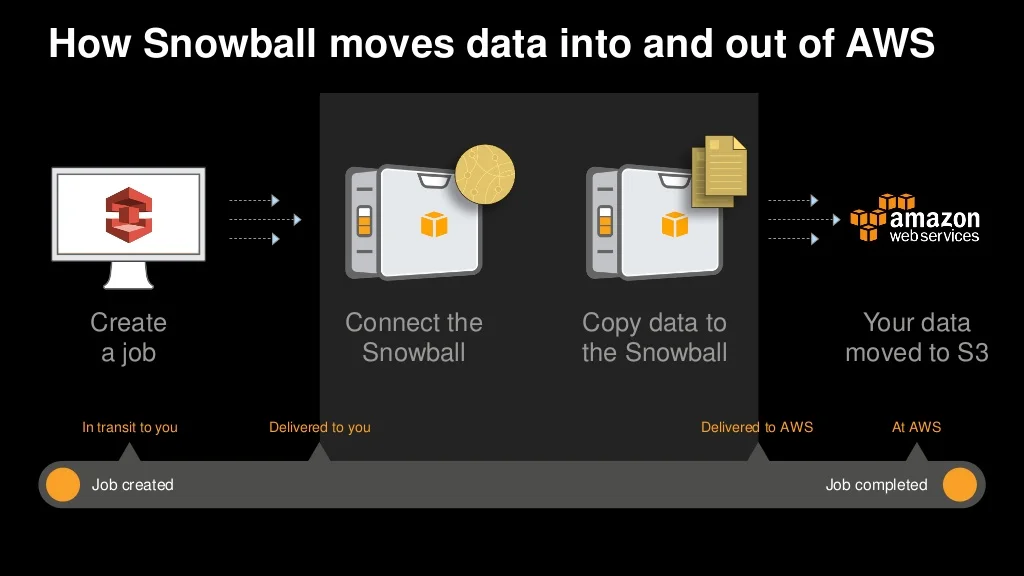 How Snowball moves data into and out of AWS
amazon
webservices
Create
a job
Connect the
Snowball
Copy data to
the Snowball
Your data
moved to S3
In transit to you
Delivered to you
Delivered to AWS
At AWS
Job created
Job completed